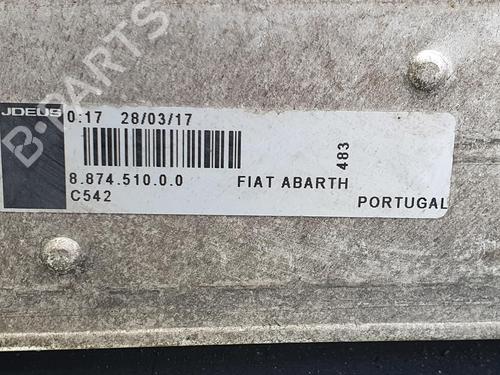 JDEUS 0:17 28/03/17
8.874.510.0.0 FIAT ABARTH 483
C542 PORTUGAL
B-PARTS